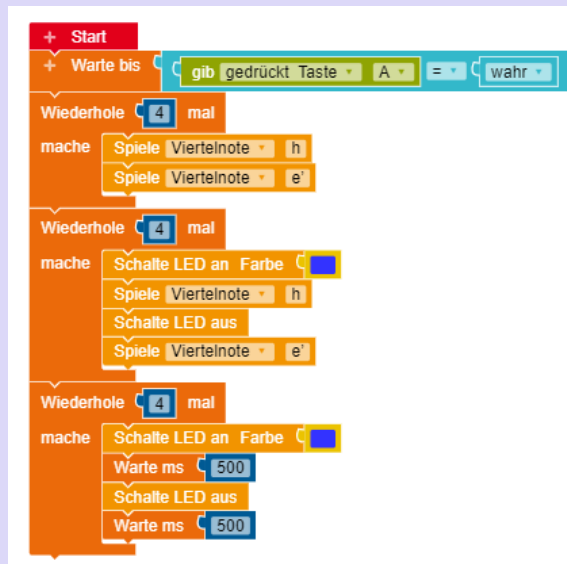 + Start
+ Warte bis gib gedrückt Taste A = wahr
Wiederhole 4 mal
mache Spiele Viertelnote h
Spiele Viertelnote e'
Wiederhole 4 mal
mache Schalte LED an Farbe
Spiele Viertelnote h
Schalte LED aus
Spiele Viertelnote e'
Wiederhole 4 mal
mache Schalte LED an Farbe
Warte ms 500
Schalte LED aus
Warte ms 500